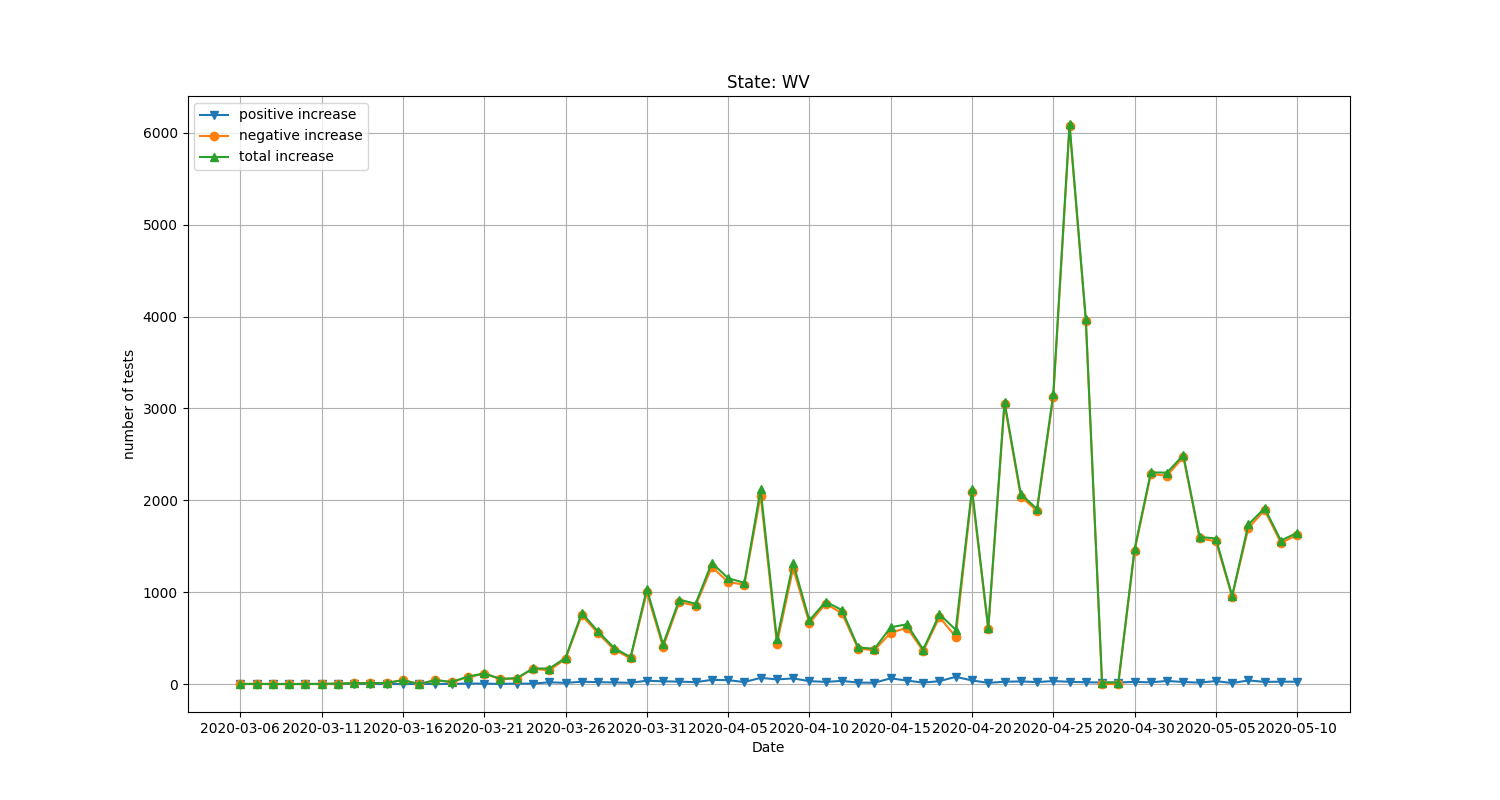 State: WV
positive increase
negative increase
total increase
6000
5000
4000
3000
2000
1000
0
number of tests
2020-03-06 2020-03-11 2020-03-16 2020-03-21 2020-03-26 2020-03-31 2020-04-05 2020-04-10 2020-04-15 2020-04-20 2020-04-25 2020-04-30 2020-05-05 2020-05-10
Date